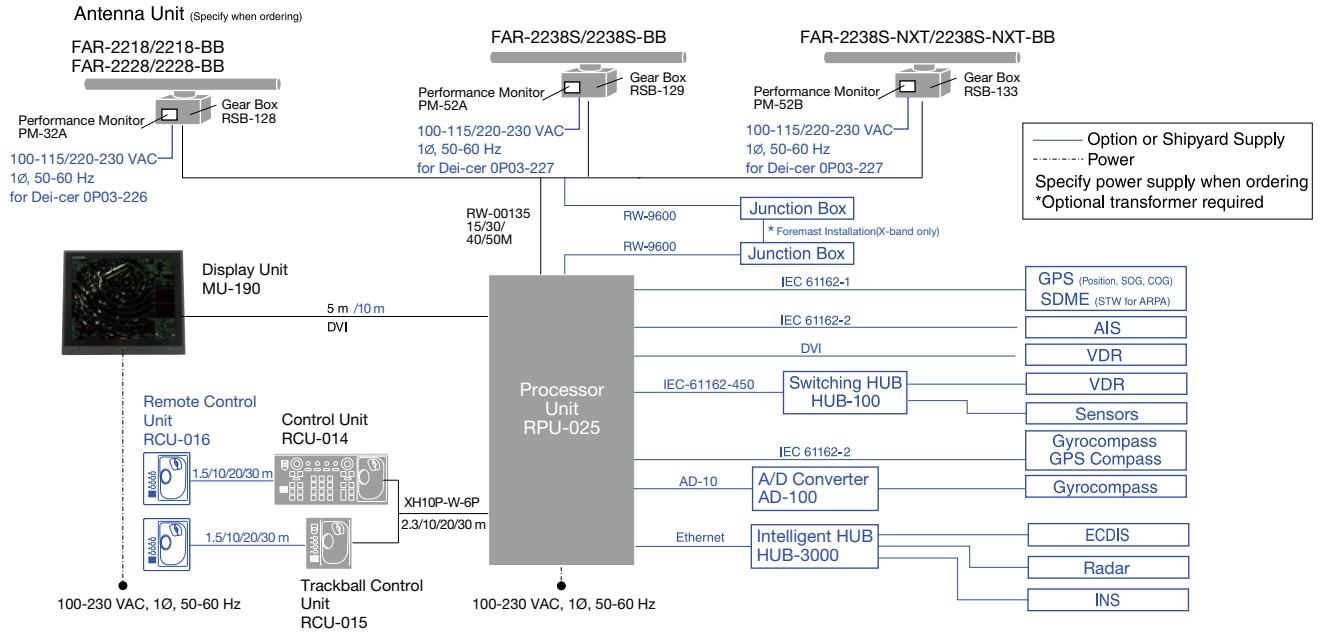 Antenna Unit (Specify when ordering)
FAR-2218/2218-BB
FAR-2228/2228-BB
Gear Box
RSB-128
Performance Monitor
PM-32A
100-115/220-230 VAC
1Ø, 50-60 Hz
for Dei-cer 0P03-226
FAR-2238S/2238S-BB
Gear Box
RSB-129
Performance Monitor
PM-52A
100-115/220-230 VAC
1Ø, 50-60 Hz
for Dei-cer 0P03-227
FAR-2238S-NXT/2238S-NXT-BB
Gear Box
RSB-133
Performance Monitor
PM-52B
100-115/220-230 VAC
1Ø, 50-60 Hz
for Dei-cer 0P03-227
Option or Shipyard Supply
Power
Specify power supply when ordering
*Optional transformer required
RW-00135
15/30/
40/50M
RW-9600
Junction Box
* Foremast Installation(X-band only)
RW-9600
Junction Box
Display Unit
MU-190
5 m /10 m
DVI
Processor
Unit
RPU-025
IEC 61162-1
GPS (Position, SOG, COG)
SDME (STW for ARPA)
IEC 61162-2
AIS
DVI
VDR
IEC-61162-450
Switching HUB
HUB-100
VDR
Sensors
IEC 61162-2
Gyrocompass
GPS Compass
AD-10
A/D Converter
AD-100
Gyrocompass
Ethernet
Intelligent HUB
HUB-3000
ECDIS
Radar
INS
Remote Control
Unit
RCU-016
Control Unit
RCU-014
1.5/10/20/30 m
XH10P-W-6P
2.3/10/20/30 m
1.5/10/20/30 m
Trackball Control
Unit
RCU-015
100-230 VAC, 1Ø, 50-60 Hz
100-230 VAC, 1Ø, 50-60 Hz